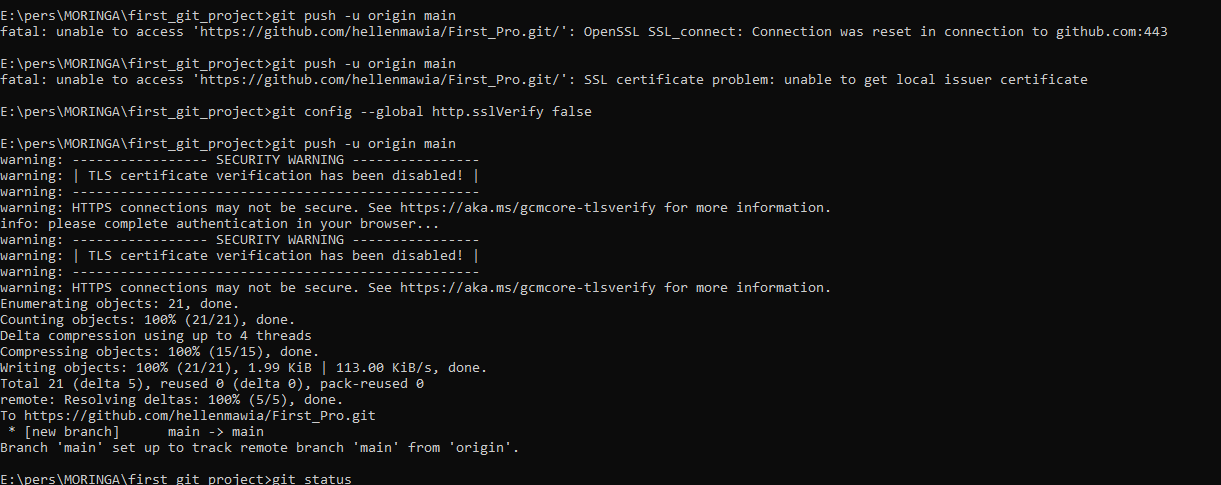 E:\pers\MORINGA\first_git_project>git push -u origin main
fatal: unable to access 'https://github.com/hellenmawia/First_Pro.git/': OpenSSL SSL_connect: Connection was reset in connection to github.com:443
E:\pers\MORINGA\first_git_project>git push -u origin main
fatal: unable to access 'https://github.com/hellenmawia/First_Pro.git/': SSL certificate problem: unable to get local issuer certificate
E:\pers\MORINGA\first_git_project>git config --global http.sslVerify false
E:\pers\MORINGA\first_git_project>git push -u origin main
warning: ----------------- SECURITY WARNING ----------------
warning: | TLS certificate verification has been disabled! |
warning: ---------------------------------------------------
warning: HTTPS connections may not be secure. See https://aka.ms/gcmcore-tlsverify for more information.
info: please complete authentication in your browser...
warning: ----------------- SECURITY WARNING ----------------
warning: | TLS certificate verification has been disabled! |
warning: ---------------------------------------------------
warning: HTTPS connections may not be secure. See https://aka.ms/gcmcore-tlsverify for more information.
Enumerating objects: 21, done.
Counting objects: 100% (21/21), done.
Delta compression using up to 4 threads
Compressing objects: 100% (15/15), done.
Writing objects: 100% (21/21), 1.99 KiB | 113.00 KiB/s, done.
Total 21 (delta 5), reused 0 (delta 0), pack-reused 0
remote: Resolving deltas: 100% (5/5), done.
To https://github.com/hellenmawia/First_Pro.git
 * [new branch]      main -> main
Branch 'main' set up to track remote branch 'main' from 'origin'.
E:\pers\MORINGA\first_git_project>git status